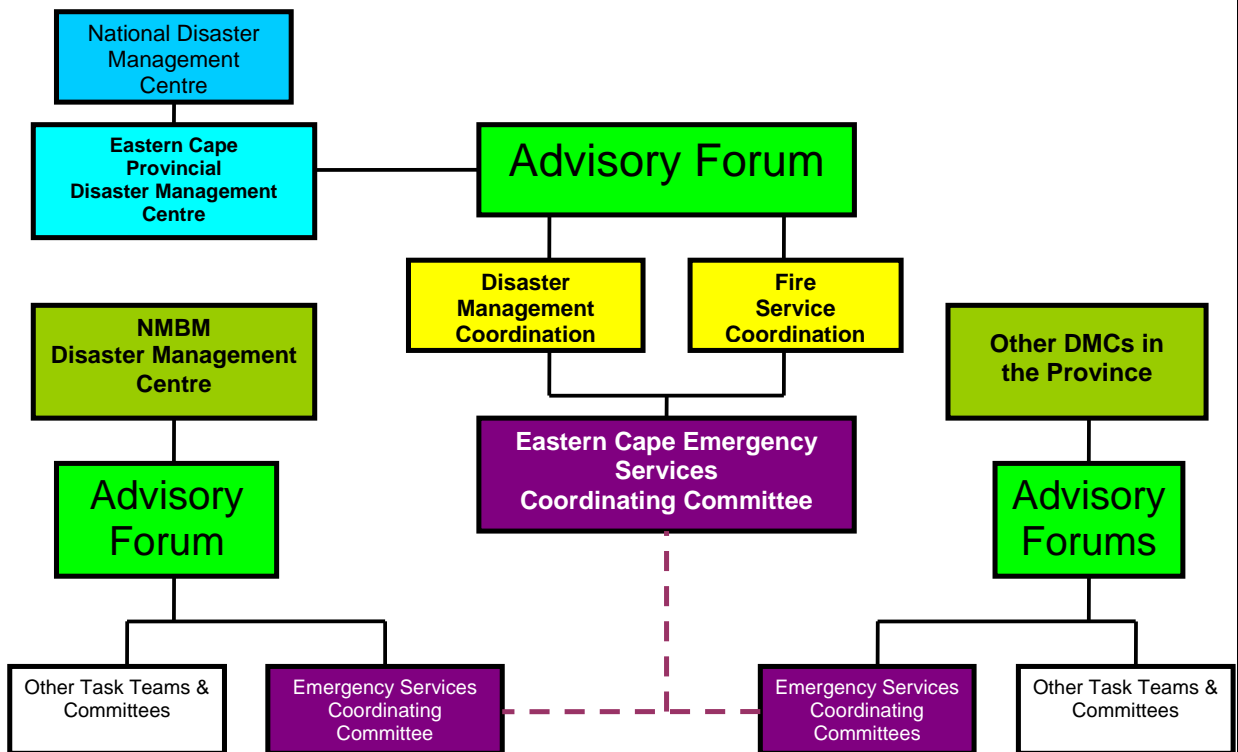 National Disaster
Management
Centre
Eastern Cape
Provincial
Disaster Management
Centre
Advisory Forum
Disaster
Management
Coordination
Fire
Service
Coordination
NMBM
Disaster Management
Centre
Other DMCs in
the Province
Eastern Cape Emergency
Services
Coordinating Committee
Advisory
Forum
Advisory
Forums
Other Task Teams &
Committees
Emergency Services
Coordinating
Committee
Emergency Services
Coordinating
Committees
Other Task Teams &
Committees